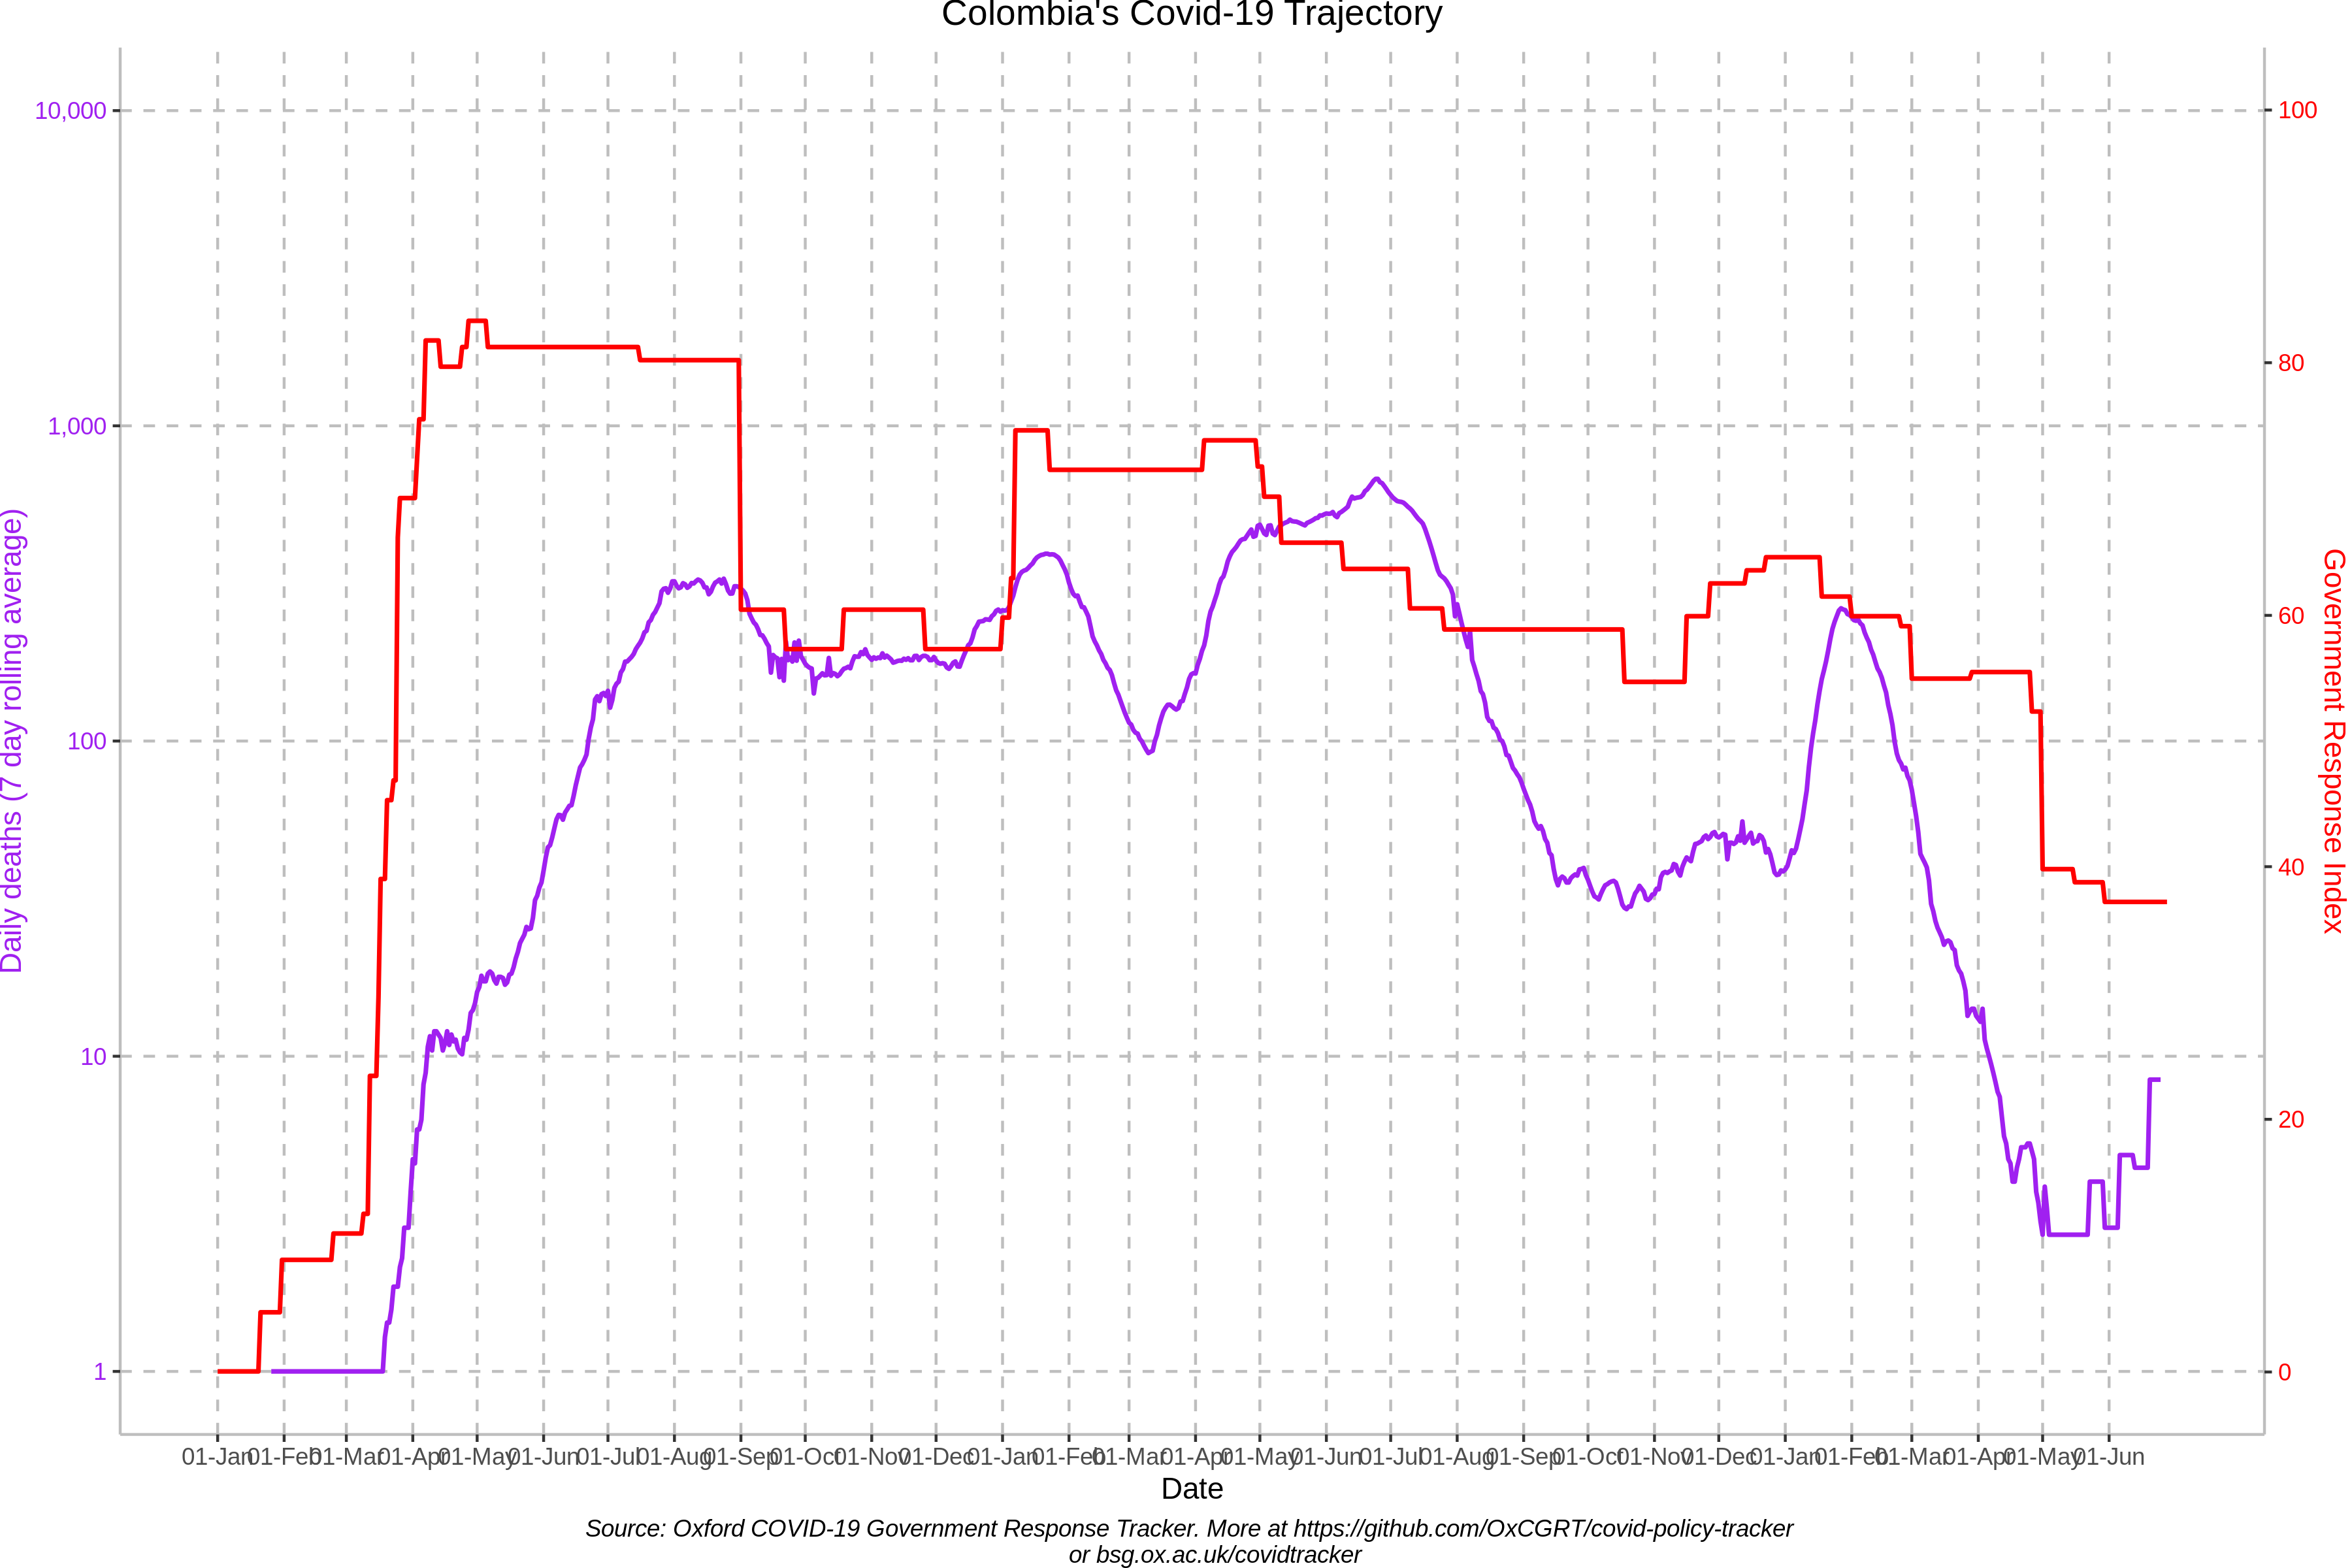 Colombia's Covid-19 Trajectory
10,000
1,000
100
10
1
Daily deaths (7 day rolling average)
100
80
60
40
20
0
Government Response Index
01-Jan 01-Feb 01-Mar 01-Apr 01-May 01-Jun 01-Jul 01-Aug 01-Sep 01-Oct 01-Nov 01-Dec 01-Jan 01-Feb 01-Mar 01-Apr 01-May 01-Jun 01-Jul 01-Aug 01-Sep 01-Oct 01-Nov 01-Dec 01-Jan 01-Feb 01-Mar 01-Apr 01-May 01-Jun
Date
Source: Oxford COVID-19 Government Response Tracker. More at https://github.com/OxCGRT/covid-policy-tracker
or bsg.ox.ac.uk/covidtracker